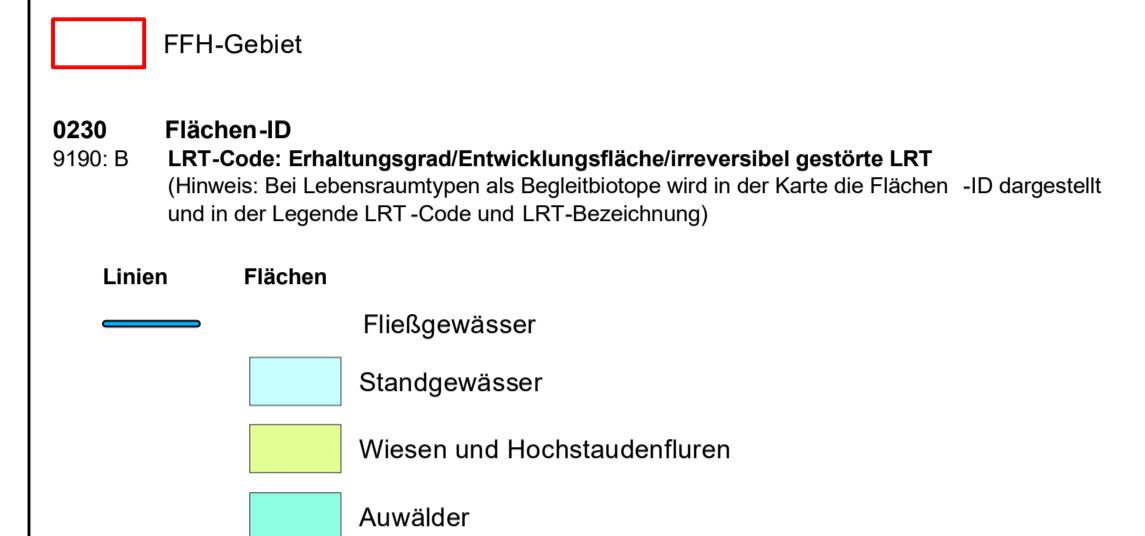 FFH-Gebiet
0230 Flächen-ID
9190: B LRT-Code: Erhaltungsgrad/Entwicklungsfläche/irreversibel gestörte LRT
(Hinweis: Bei Lebensraumtypen als Begleitbiotope wird in der Karte die Flächen -ID dargestellt
und in der Legende LRT -Code und LRT-Bezeichnung)
Linien Flächen
Fließgewässer
Standgewässer
Wiesen und Hochstaudenfluren
Auwälder